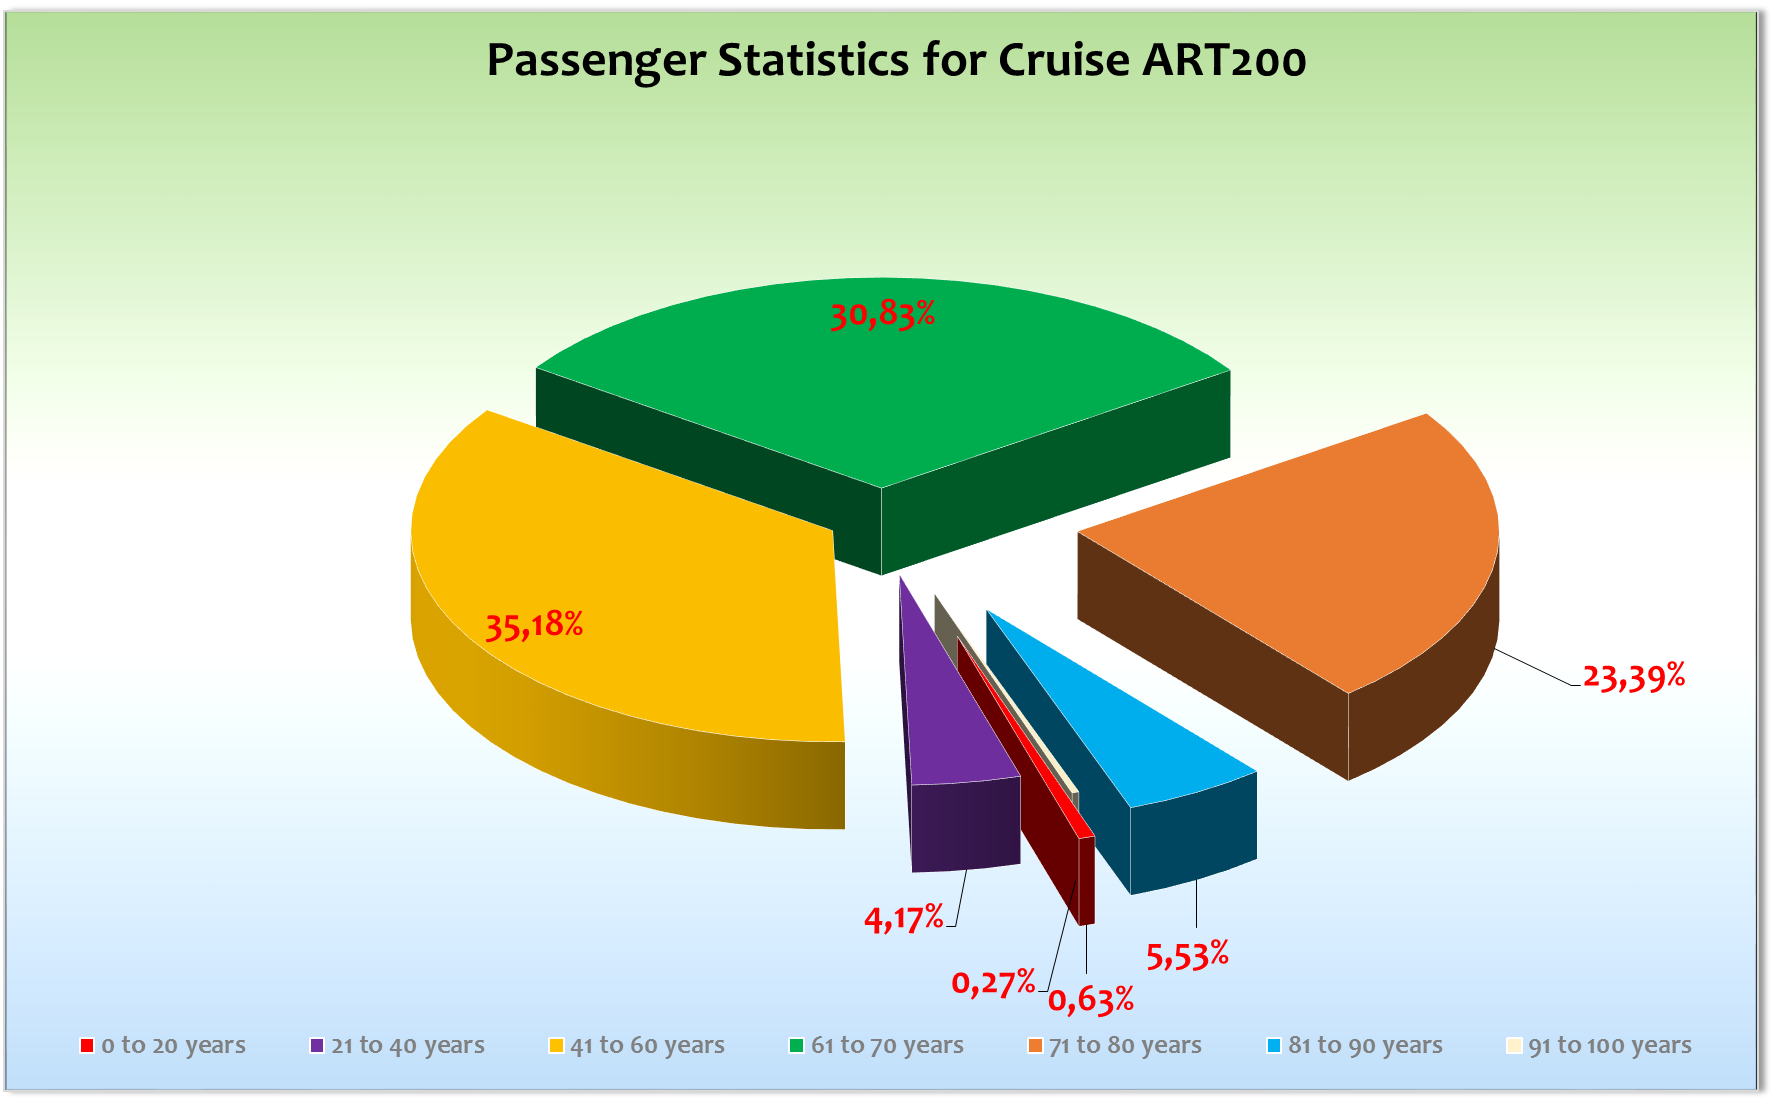 Passenger Statistics for Cruise ART200
30,83%
35,18%
23,39%
4,17%
5,53%
0,27%
0,63%
0 to 20 years
21 to 40 years
41 to 60 years
61 to 70 years
71 to 80 years
81 to 90 years
91 to 100 years